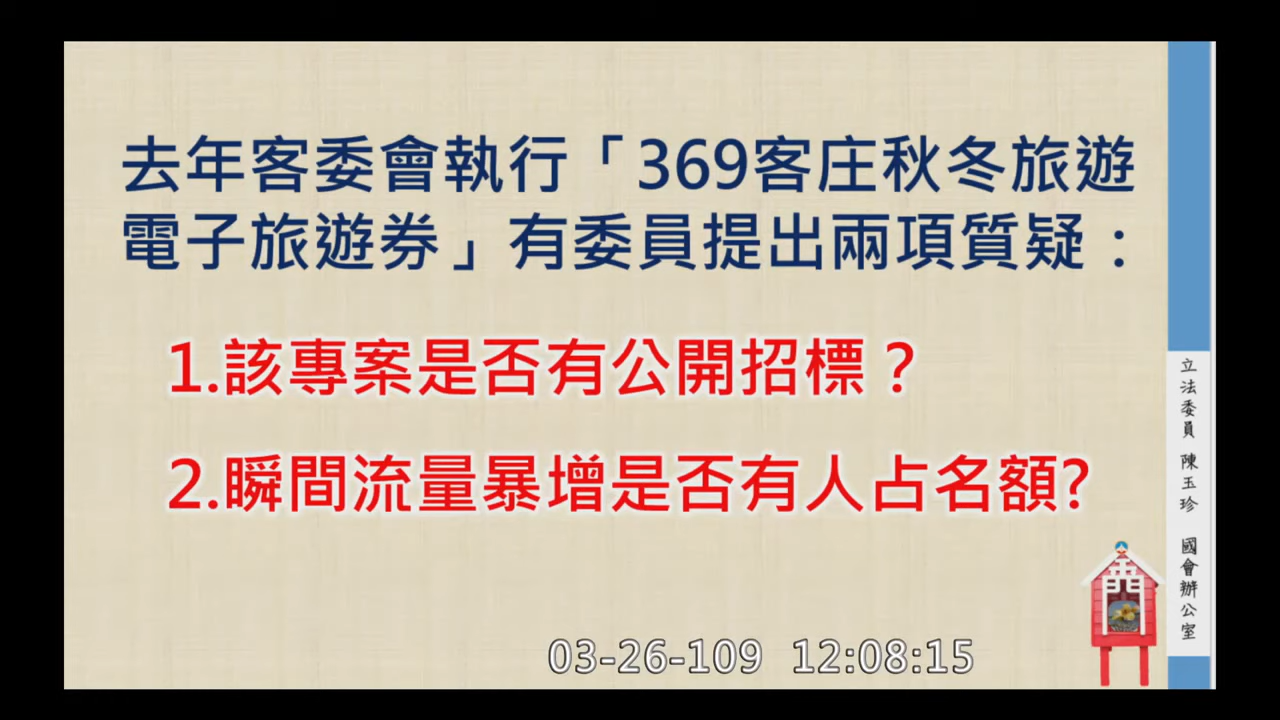 去年客委會執行「369客庄秋冬旅遊
電子旅遊券」有委員提出兩項質疑：
1.該專案是否有公開招標？
2.瞬間流量暴增是否有人占名額?
立法委員 陳玉珍 國會辦公室
03-26-109 12:08:15